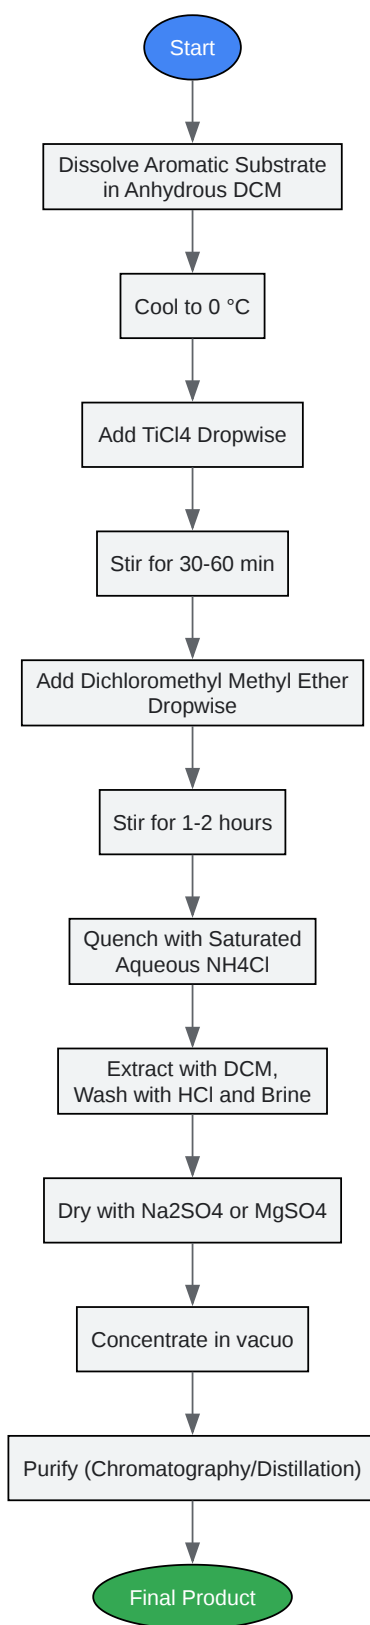 Start
Dissolve Aromatic Substrate
in Anhydrous DCM
Cool to 0 °C
Add TiCl4 Dropwise
Stir for 30-60 min
Add Dichloromethyl Methyl Ether
Dropwise
Stir for 1-2 hours
Quench with Saturated
Aqueous NH4Cl
Extract with DCM,
Wash with HCl and Brine
Dry with Na2SO4 or MgSO4
Concentrate in vacuo
Purify (Chromatography/Distillation)
Final Product